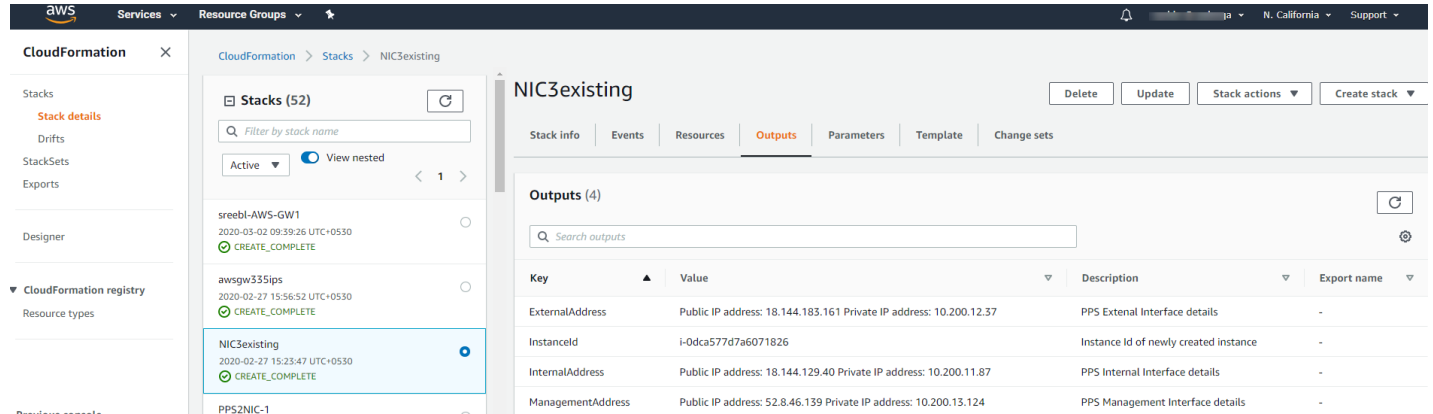 aws Services Resource Groups N. California Support
CloudFormation
Stacks
Stack details
Drifts
StackSets
Exports
Designer
CloudFormation registry
Resource types
CloudFormation > Stacks > NIC3existing
Stacks (52)
Filter by stack name
Active View nested
< 1 >
sreebl-AWS-GW1
2020-03-02 09:39:26 UTC+0530
CREATE_COMPLETE
awsgw335ips
2020-02-27 15:56:52 UTC+0530
CREATE_COMPLETE
NIC3existing
2020-02-27 15:23:47 UTC+0530
CREATE_COMPLETE
PPS2NIC-1
NIC3existing
Delete Update Stack actions Create stack
Stack info Events Resources Outputs Parameters Template Change sets
Outputs (4)
Search outputs
Key Value Description Export name
ExternalAddress Public IP address: 18.144.183.161 Private IP address: 10.200.12.37 PPS Extenal Interface details -
InstanceId i-0dca577d7a6071826 Instance Id of newly created instance -
InternalAddress Public IP address: 18.144.129.40 Private IP address: 10.200.11.87 PPS Internal Interface details -
ManagementAddress Public IP address: 52.8.46.139 Private IP address: 10.200.13.124 PPS Management Interface details -